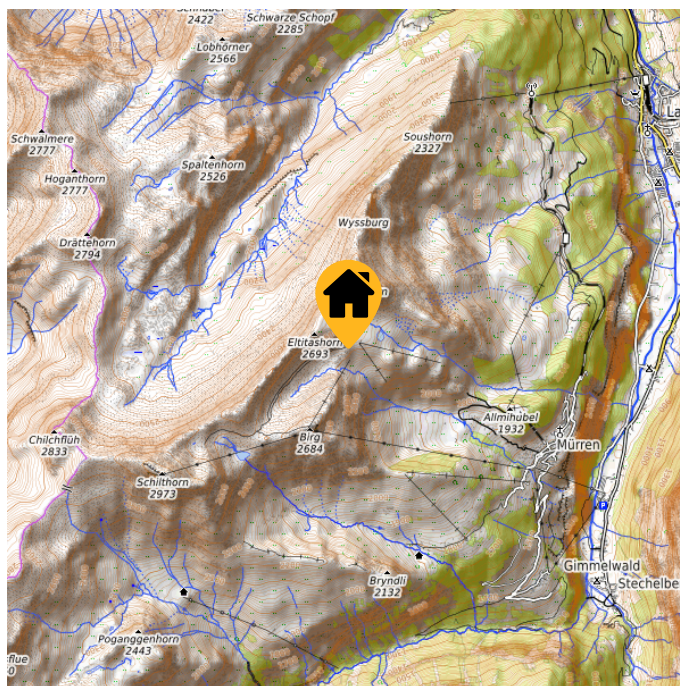 2422
Schwarze Schopf
2285
Lobhörner
2566
La
Schwalmere
2777
Soushorn
2327
Spaltenhorn
2526
Hoganthorn
2777
Wyssburg
Drättehorn
2794
n
Eltitashorn
2693
Allmihubel
1932
Chilchflüh
2833
Birg
2684
Mürren
Schilthorn
2973
P
Gimmelwald
Stechelbe
Bryndli
2132
Poganggenhorn
2443
flue
0